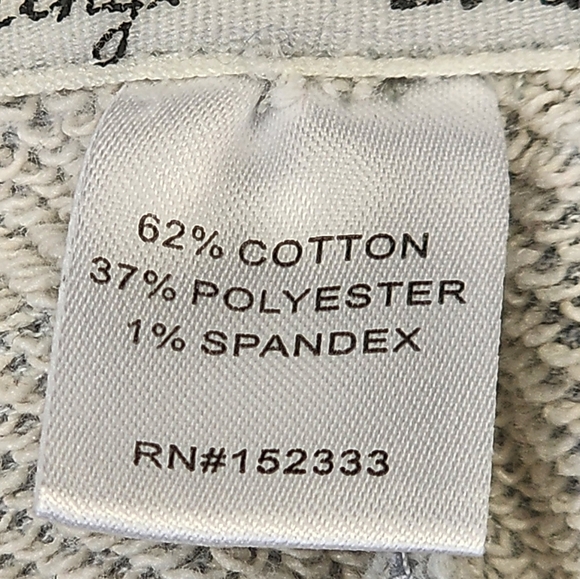 62% COTTON
37% POLYESTER
1% SPANDEX
RN#152333